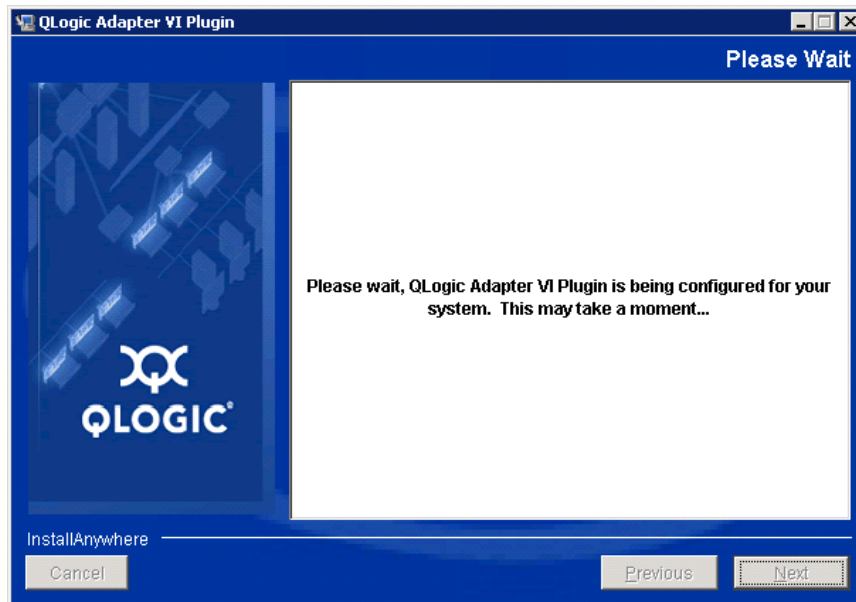 QLogic Adapter VI Plugin
Please Wait
Please wait, QLogic Adapter VI Plugin is being configured for your
system. This may take a moment...
QLOGIC®
InstallAnywhere
Cancel
Previous
Next